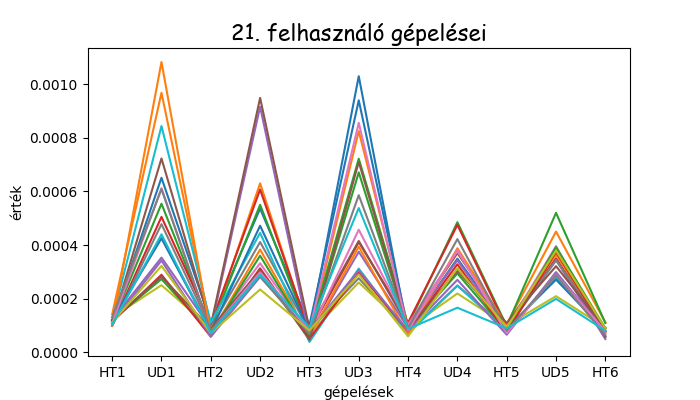 21. felhasználó gépelései
érték
0.0010
0.0008
0.0006
0.0004
0.0002
0.0000
HT1 UD1 HT2 UD2 HT3 UD3 HT4 UD4 HT5 UD5 HT6
gépelések